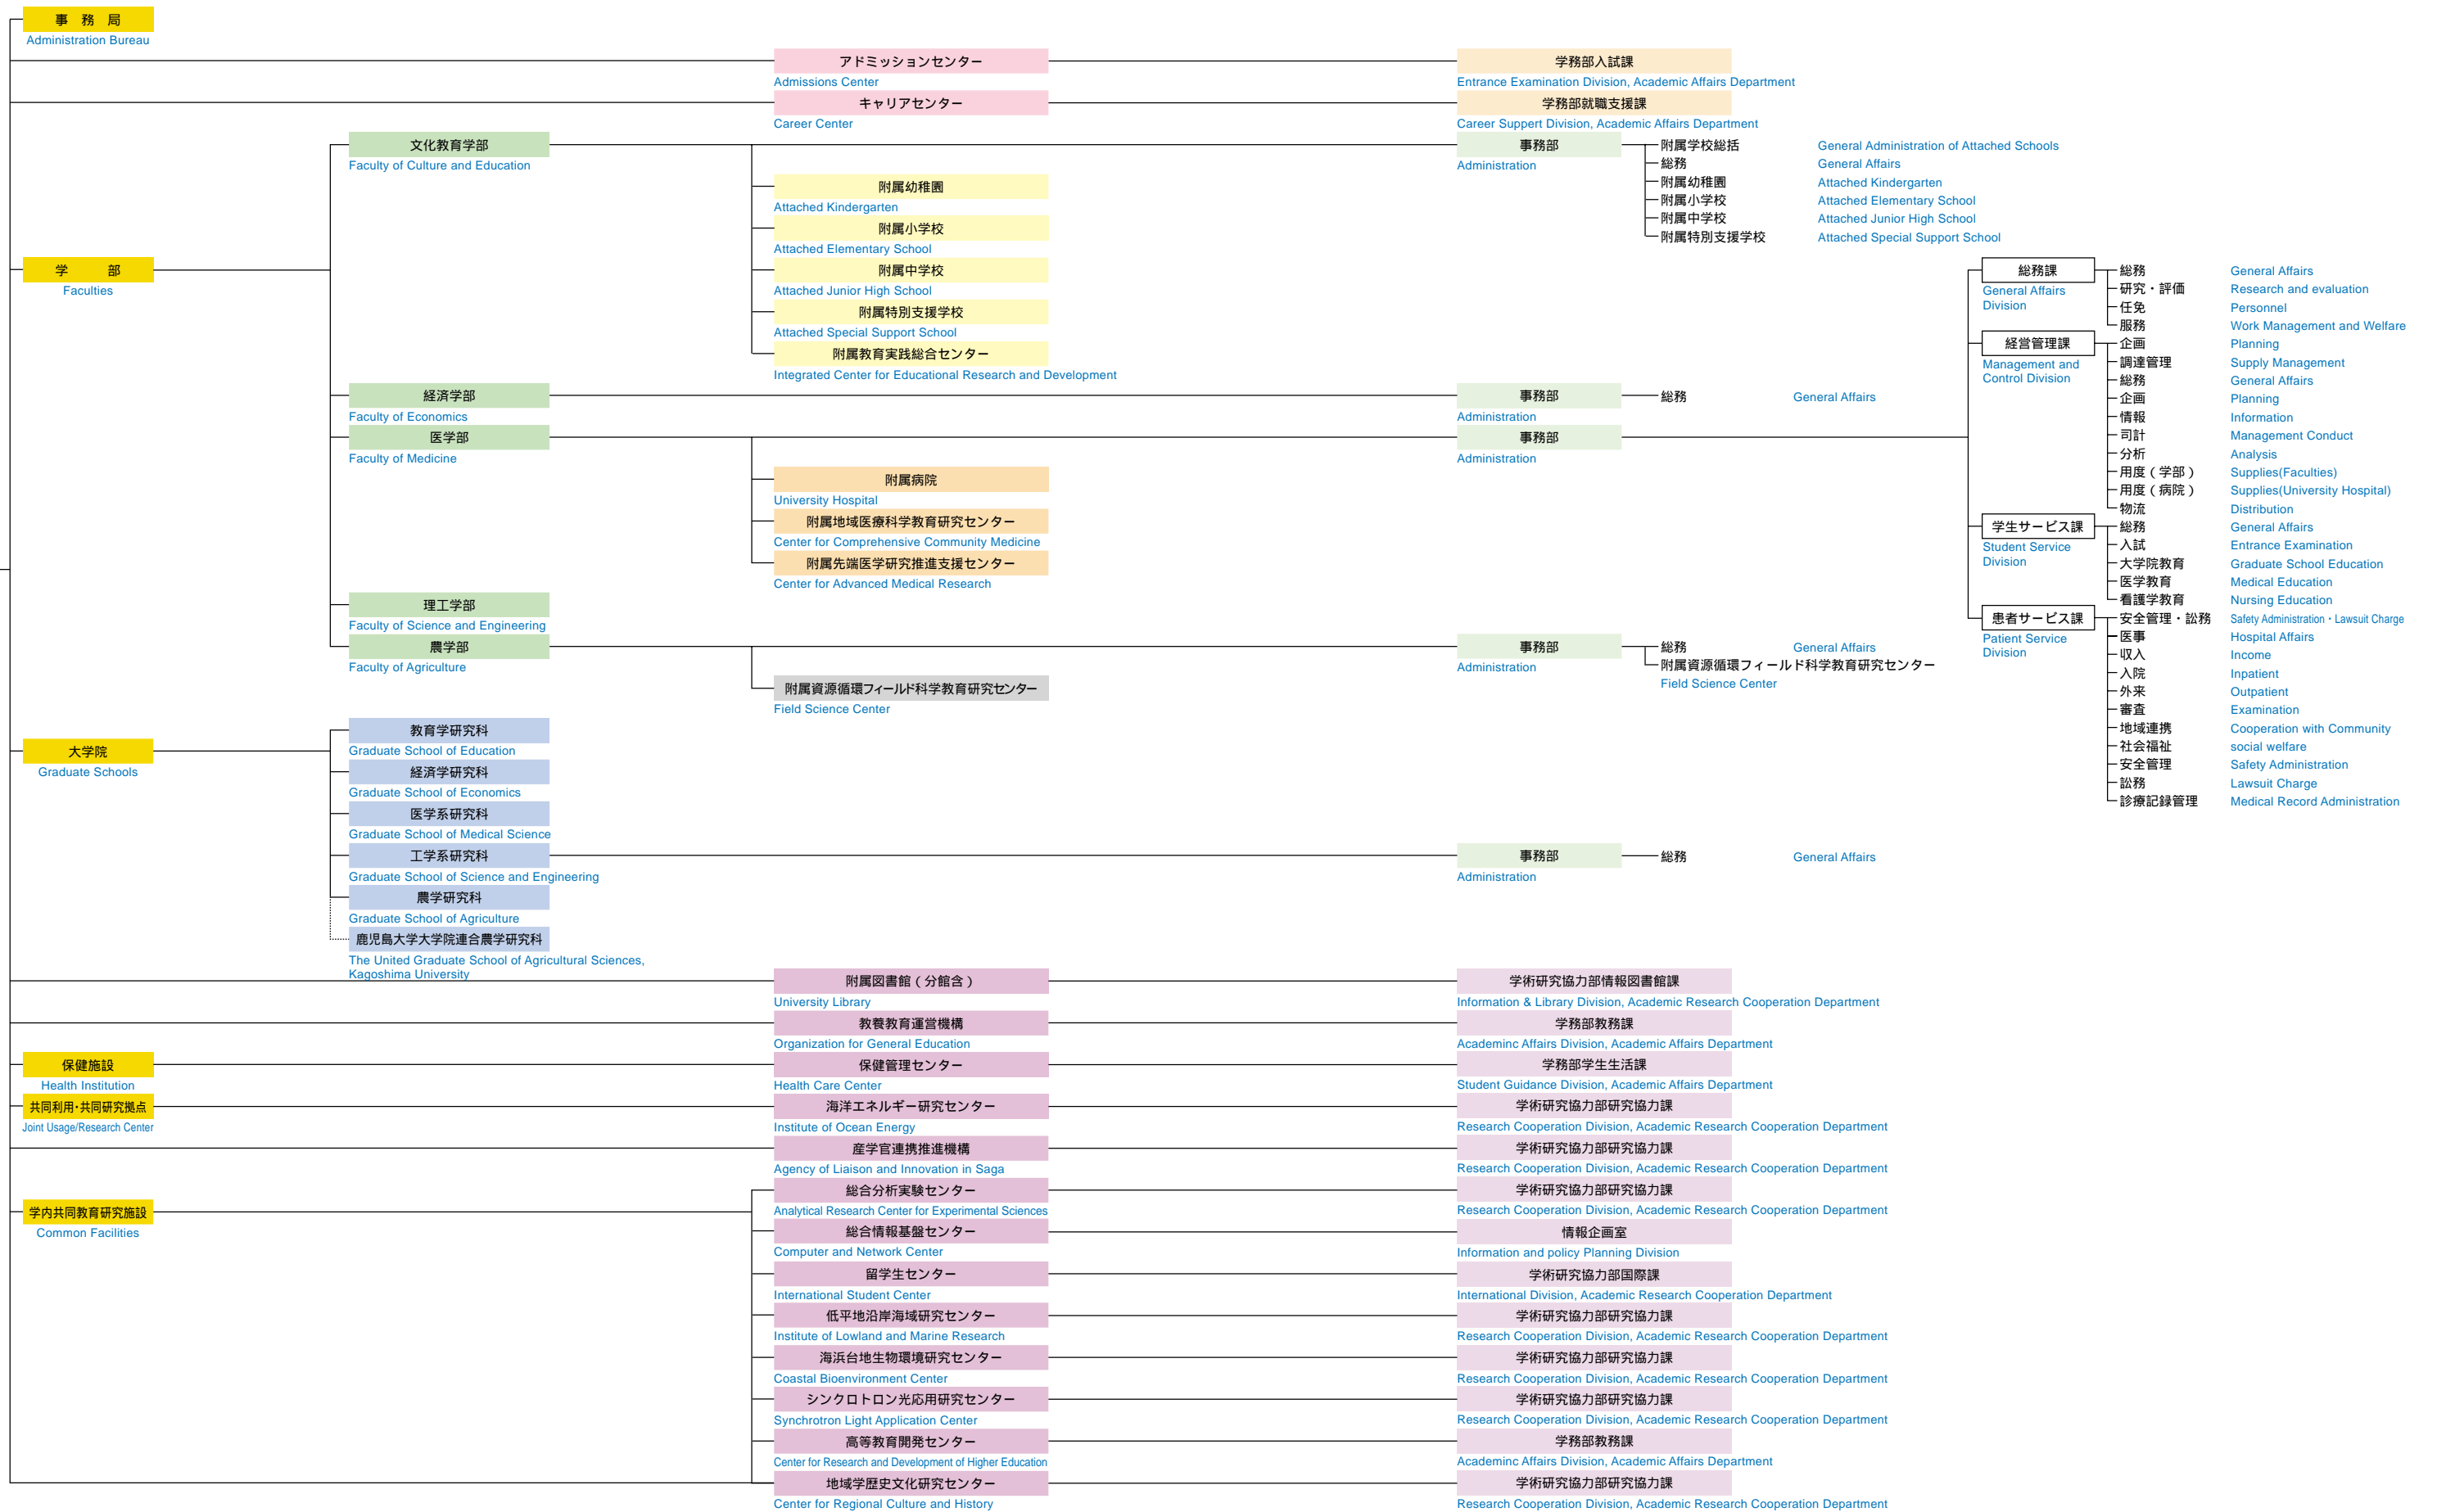 事　務　局
Administration Bureau
アドミッションセンター
学務部入試課
Admissions Center
Entrance Examination Division, Academic Affairs Department
キャリアセンター
学務部就職支援課
Career Center
Career Suppert Division, Academic Affairs Department
文化教育学部
Faculty of Culture and Education
事務部
Administration
附属学校総括
General Administration of Attached Schools
総務
General Affairs
附属幼稚園
Attached Kindergarten
附属小学校
Attached Elementary School
附属中学校
Attached Junior High School
附属特別支援学校
Attached Special Support School
附属幼稚園
Attached Kindergarten
附属小学校
Attached Elementary School
附属中学校
Attached Junior High School
附属特別支援学校
Attached Special Support School
附属教育実践総合センター
Integrated Center for Educational Research and Development
学　　部
Faculties
経済学部
Faculty of Economics
事務部
Administration
総務
General Affairs
医学部
Faculty of Medicine
事務部
Administration
附属病院
University Hospital
附属地域医療科学教育研究センター
Center for Comprehensive Community Medicine
附属先端医学研究推進支援センター
Center for Advanced Medical Research
総務課
General Affairs
Division
総務
General Affairs
研究・評価
Research and evaluation
任免
Personnel
服務
Work Management and Welfare
経営管理課
Management and
Control Division
企画
Planning
調達管理
Supply Management
総務
General Affairs
企画
Planning
情報
Information
司計
Management Conduct
分析
Analysis
用度（学部）
Supplies(Faculties)
用度（病院）
Supplies(University Hospital)
物流
Distribution
学生サービス課
Student Service
Division
総務
General Affairs
入試
Entrance Examination
大学院教育
Graduate School Education
医学教育
Medical Education
看護学教育
Nursing Education
患者サービス課
Patient Service
Division
安全管理・訟務
Safety Administration・Lawsuit Charge
医事
Hospital Affairs
収入
Income
入院
Inpatient
外来
Outpatient
審査
Examination
地域連携
Cooperation with Community
社会福祉
social welfare
安全管理
Safety Administration
訟務
Lawsuit Charge
診療記録管理
Medical Record Administration
理工学部
Faculty of Science and Engineering
農学部
Faculty of Agriculture
事務部
Administration
総務
General Affairs
附属資源循環フィールド科学教育研究センター
Field Science Center
附属資源循環フィールド科学教育研究センター
Field Science Center
大学院
Graduate Schools
教育学研究科
Graduate School of Education
経済学研究科
Graduate School of Economics
医学系研究科
Graduate School of Medical Science
工学系研究科
Graduate School of Science and Engineering
事務部
Administration
総務
General Affairs
農学研究科
Graduate School of Agriculture
鹿児島大学大学院連合農学研究科
The United Graduate School of Agricultural Sciences,
Kagoshima University
附属図書館（分館含）
学術研究協力部情報図書館課
University Library
Information & Library Division, Academic Research Cooperation Department
教養教育運営機構
学務部教務課
Organization for General Education
Academinc Affairs Division, Academic Affairs Department
保健施設
Health Institution
保健管理センター
学務部学生生活課
Health Care Center
Student Guidance Division, Academic Affairs Department
共同利用・共同研究拠点
Joint Usage/Research Center
海洋エネルギー研究センター
学術研究協力部研究協力課
Institute of Ocean Energy
Research Cooperation Division, Academic Research Cooperation Department
産学官連携推進機構
学術研究協力部研究協力課
Agency of Liaison and Innovation in Saga
Research Cooperation Division, Academic Research Cooperation Department
学内共同教育研究施設
Common Facilities
総合分析実験センター
学術研究協力部研究協力課
Analytical Research Center for Experimental Sciences
Research Cooperation Division, Academic Research Cooperation Department
総合情報基盤センター
情報企画室
Computer and Network Center
Information and policy Planning Division
留学生センター
学術研究協力部国際課
International Student Center
International Division, Academic Research Cooperation Department
低平地沿岸海域研究センター
学術研究協力部研究協力課
Institute of Lowland and Marine Research
Research Cooperation Division, Academic Research Cooperation Department
海浜台地生物環境研究センター
学術研究協力部研究協力課
Coastal Bioenvironment Center
Research Cooperation Division, Academic Research Cooperation Department
シンクロトロン光応用研究センター
学術研究協力部研究協力課
Synchrotron Light Application Center
Research Cooperation Division, Academic Research Cooperation Department
高等教育開発センター
学務部教務課
Center for Research and Development of Higher Education
Academinc Affairs Division, Academic Affairs Department
地域学歴史文化研究センター
学術研究協力部研究協力課
Center for Regional Culture and History
Research Cooperation Division, Academic Research Cooperation Department